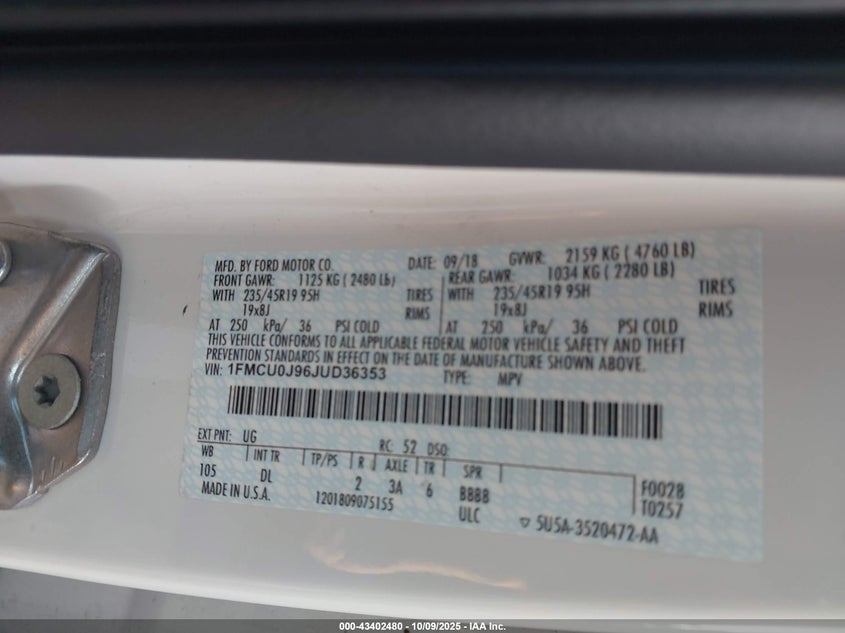 MFD. BY FORD MOTOR CO. DATE: 09/18 GVWR: 2159 KG ( 4760 LB)
FRONT GAWR: 1125 KG ( 2480 Lb) REAR GAWR: 1034 KG ( 2280 LB)
WITH 235/45R19 95H TIRES WITH 235/45R19 95H TIRES
19x8J RIMS 19x8J RIMS
AT 250 kPa/ 36 PSI COLD AT 250 kPa/ 36 PSI COLD
THIS VEHICLE CONFORMS TO ALL APPLICABLE FEDERAL MOTOR VEHICLE SAFETY AND THEFT
PREVENTION STANDARDS IN EFFECT ON THE DATE OF MANUFACTURE SHOWN ABOVE.
VIN: 1FMCU0J96JUD36353 TYPE: MPV
EXT PNT: UG RC: 52 DSO:
WB INT TR TP/PS R AXLE TR SPR
105 DL 2 3A 6 BBBB F0028
MADE IN U.S.A. 1201809075155 ULC T0257
▽ 5U5A-3520472-AA
000-43402480 - 10/09/2025 - IAA Inc.